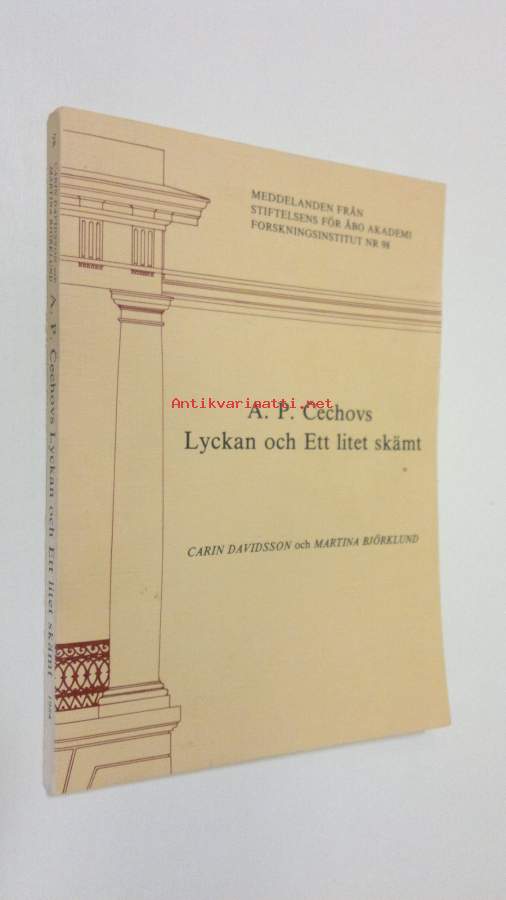 MEDDELANDEN FRÅN
STIFTELSENS FÖR ÅBO AKADEMI
FORSKNINGSINSTITUT NR 98
Antikvariaatti.net
A. P. Čechovs
Lyckan och Ett litet skämt
CARIN DAVIDSSON och MARTINA BJÖRKLUND
A. P. Čechovs Lyckan och Ett litet skämt